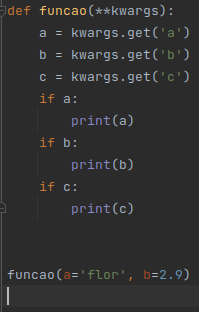 def funcao(**kwargs):
    a = kwargs.get('a')
    b = kwargs.get('b')
    c = kwargs.get('c')
    if a:
        print(a)
    if b:
        print(b)
    if c:
        print(c)
funcao(a='flor', b=2.9)